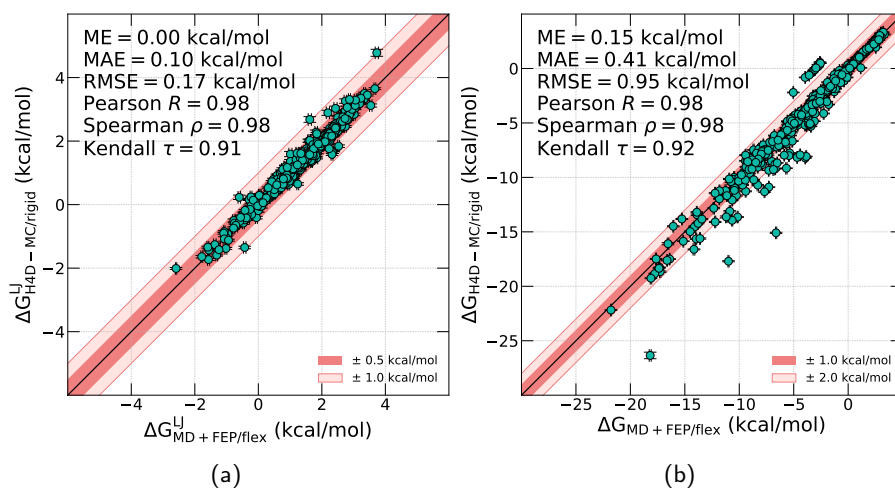 ME = 0.00 kcal/mol
MAE = 0.10 kcal/mol
RMSE = 0.17 kcal/mol
Pearson R = 0.98
Spearman ρ = 0.98
Kendall τ = 0.91
4
2
0
−2
−4
ΔG^LJ_H4D−MC/rigid (kcal/mol)
± 0.5 kcal/mol
± 1.0 kcal/mol
−4 −2 0 2 4
ΔG^LJ_MD+FEP/flex (kcal/mol)
(a)
ME = 0.15 kcal/mol
MAE = 0.41 kcal/mol
RMSE = 0.95 kcal/mol
Pearson R = 0.98
Spearman ρ = 0.98
Kendall τ = 0.92
0
−5
−10
−15
−20
−25
ΔG_H4D−MC/rigid (kcal/mol)
± 1.0 kcal/mol
± 2.0 kcal/mol
−25 −20 −15 −10 −5 0
ΔG_MD+FEP/flex (kcal/mol)
(b)